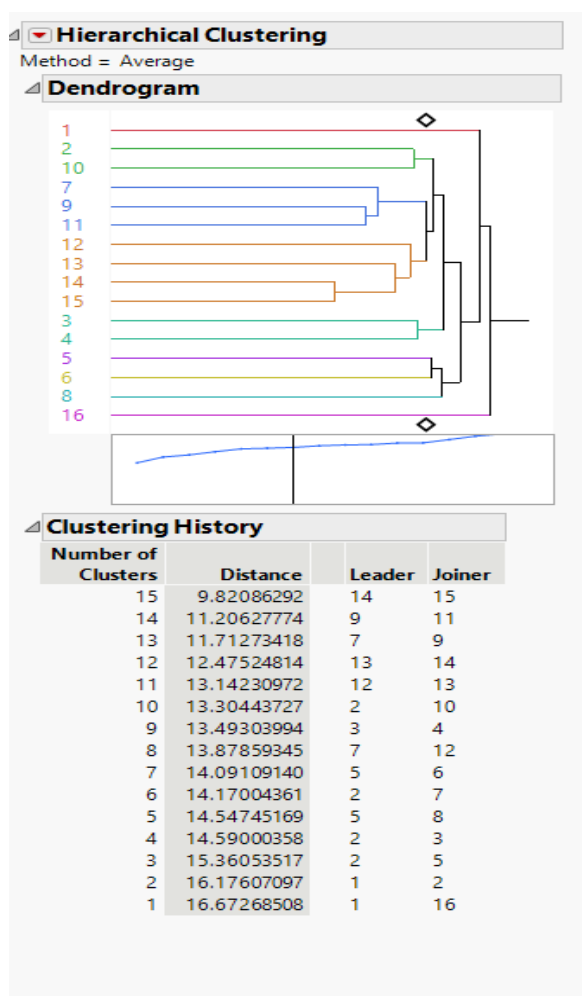 Hierarchical Clustering
Method = Average
Dendrogram
1
2
10
7
9
11
12
13
14
15
3
4
5
6
8
16
Clustering History
Number of
Clusters Distance Leader Joiner
15 9.82086292 14 15
14 11.20627774 9 11
13 11.71273418 7 9
12 12.47524814 13 14
11 13.14230972 12 13
10 13.30443727 2 10
9 13.49303994 3 4
8 13.87859345 7 12
7 14.09109140 5 6
6 14.17004361 2 7
5 14.54745169 5 8
4 14.59000358 2 3
3 15.36053517 2 5
2 16.17607097 1 2
1 16.67268508 1 16